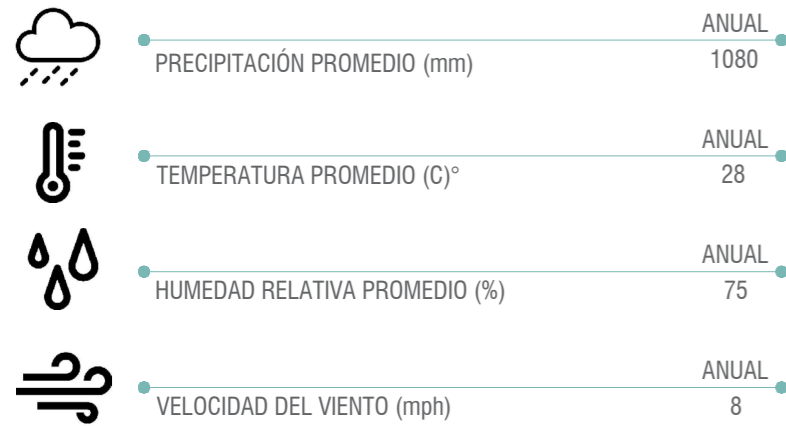 ANUAL
PRECIPITACIÓN PROMEDIO (mm) 1080
ANUAL
TEMPERATURA PROMEDIO (C)° 28
ANUAL
HUMEDAD RELATIVA PROMEDIO (%) 75
ANUAL
VELOCIDAD DEL VIENTO (mph) 8